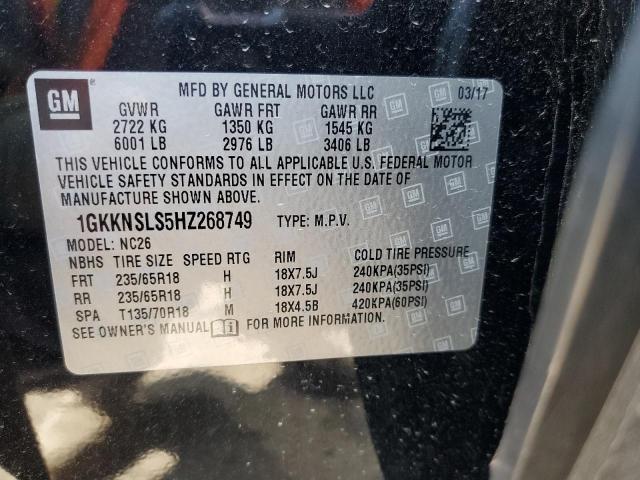 GM
MFD BY GENERAL MOTORS LLC 03/17
GVWR GAWR FRT GAWR RR
2722 KG 1350 KG 1545 KG
6001 LB 2976 LB 3406 LB
THIS VEHICLE CONFORMS TO ALL APPLICABLE U.S. FEDERAL MOTOR
VEHICLE SAFETY STANDARDS IN EFFECT ON THE DATE OF
MANUFACTURE SHOWN ABOVE.
1GKKNSLS5HZ268749 TYPE: M.P.V.
MODEL: NC26
NBHS TIRE SIZE SPEED RTG RIM COLD TIRE PRESSURE
FRT 235/65R18 H 18X7.5J 240KPA(35PSI)
RR 235/65R18 H 18X7.5J 240KPA(35PSI)
SPA T135/70R18 M 18X4.5B 420KPA(60PSI)
SEE OWNER'S MANUAL FOR MORE INFORMATION.